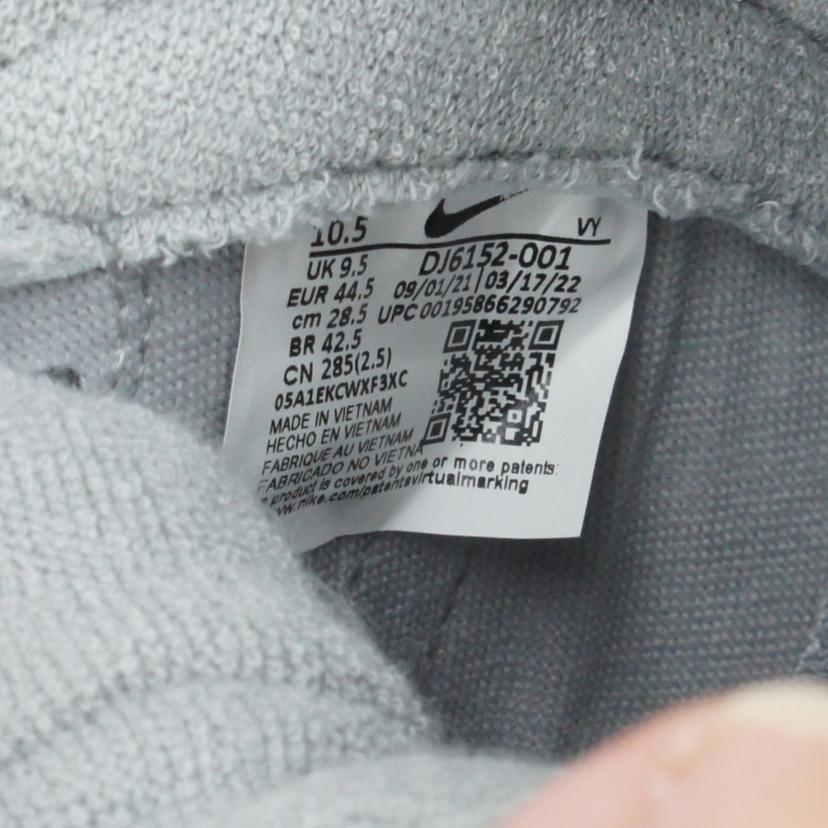 10.5 VY
UK 9.5 DJ6152-001
EUR 44.5 09/01/21 | 03/17/22
cm 28.5 UPC 00195866290792
BR 42.5
CN 285(2.5)
05A1EKCWXF3XC
MADE IN VIETNAM
HECHO EN VIETNAM
FABRIQUE AU VIETNAM
FABRICADO NO VIETNA
product is covered by one or more patents:
w.nike.com/patentsvirtualmarking